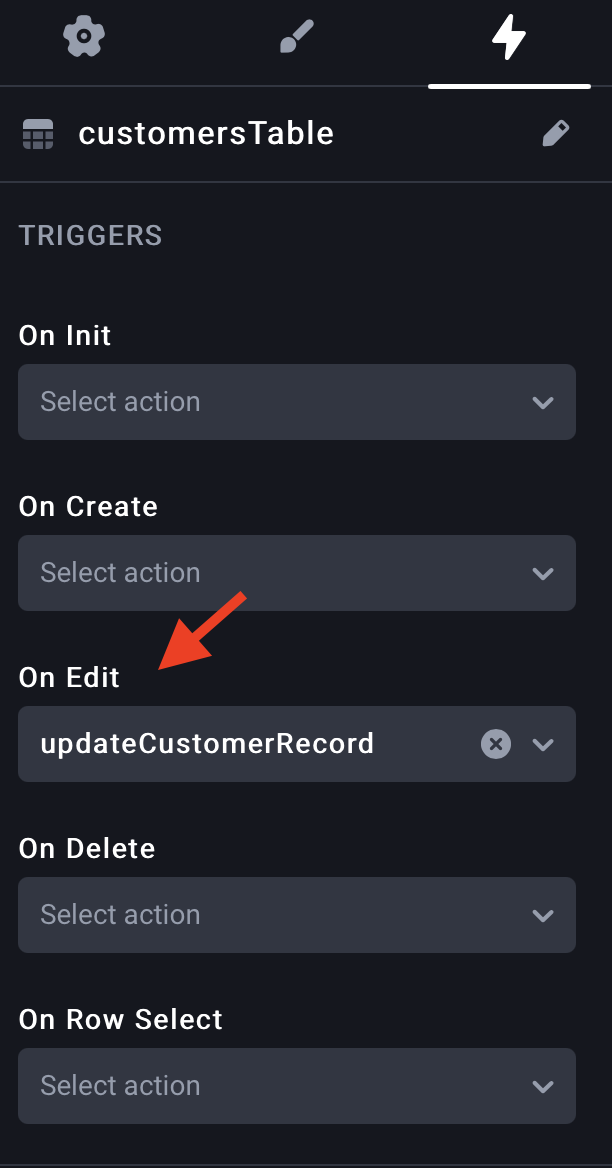 customersTable
TRIGGERS
On Init
Select action
On Create
Select action
On Edit
updateCustomerRecord
On Delete
Select action
On Row Select
Select action